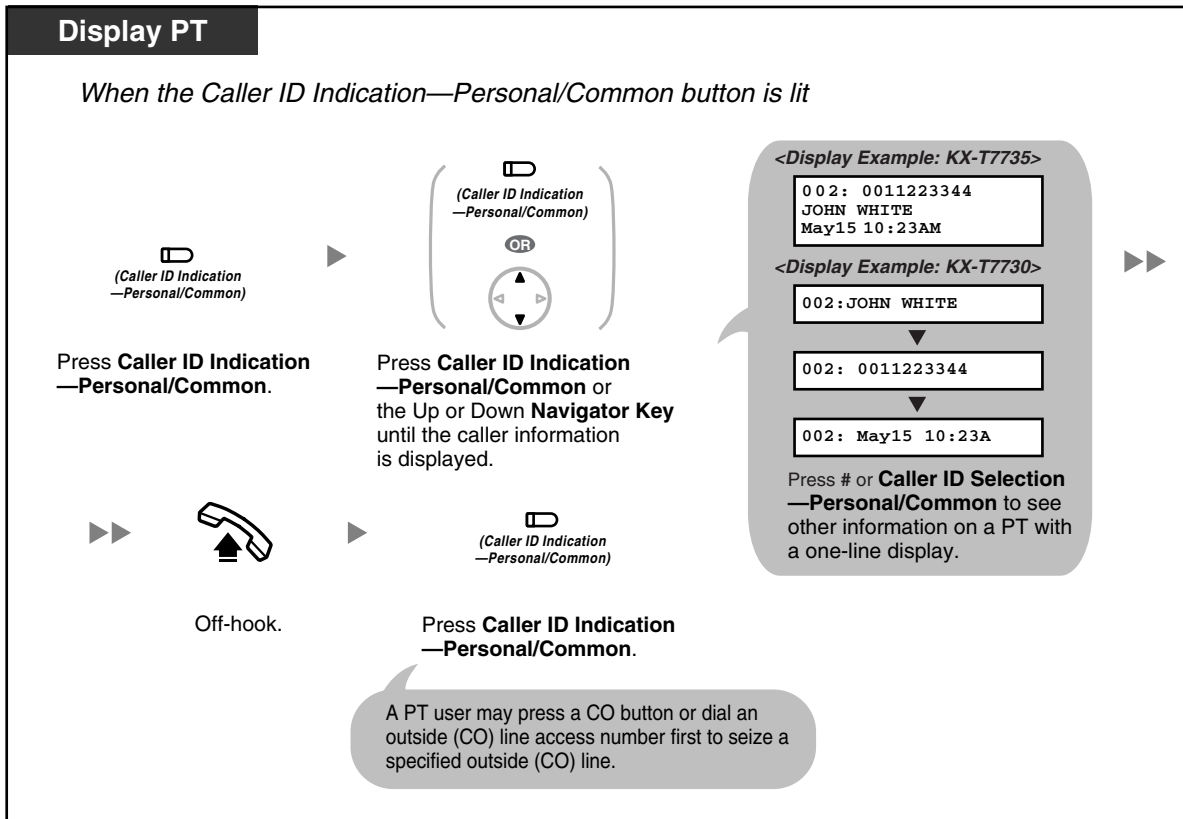 Display PT
When the Caller ID Indication—Personal/Common button is lit
(Caller ID Indication
—Personal/Common)
Press Caller ID Indication
—Personal/Common.
(Caller ID Indication
—Personal/Common)
OR
Press Caller ID Indication
—Personal/Common or
the Up or Down Navigator Key
until the caller information
is displayed.
<Display Example: KX-T7735>
002: 0011223344
JOHN WHITE
May15 10:23AM
<Display Example: KX-T7730>
002:JOHN WHITE
002: 0011223344
002: May15 10:23A
Press # or Caller ID Selection
—Personal/Common to see
other information on a PT with
a one-line display.
Off-hook.
(Caller ID Indication
—Personal/Common)
Press Caller ID Indication
—Personal/Common.
A PT user may press a CO button or dial an
outside (CO) line access number first to seize a
specified outside (CO) line.